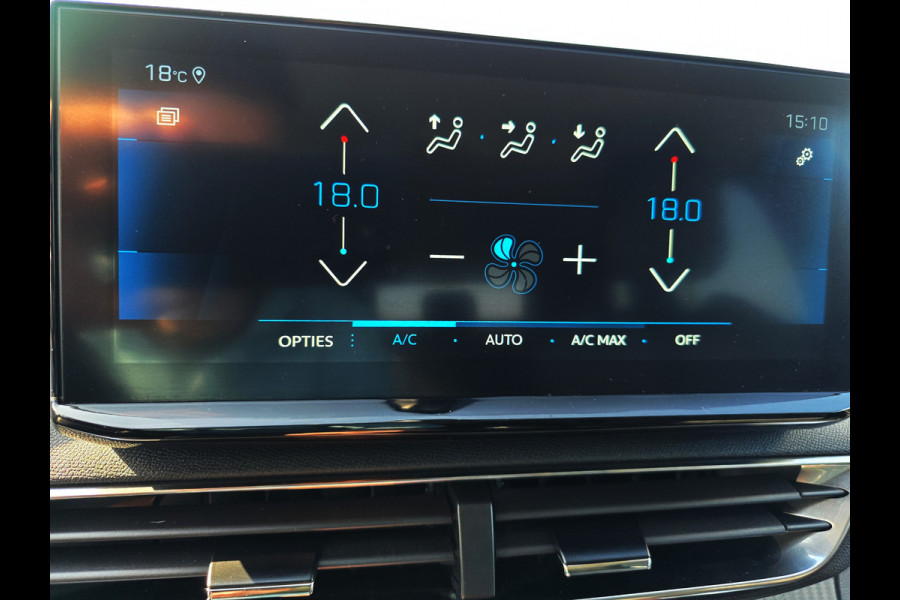 18°C
15:10
18.0
18.0
OPTIES A/C AUTO A/C MAX OFF